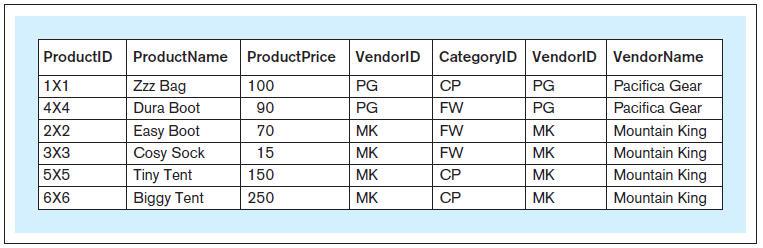 ProductID ProductName ProductPrice VendorID CategoryID VendorID VendorName
1X1 Zzz Bag 100 PG CP PG Pacifica Gear
4X4 Dura Boot 90 PG FW PG Pacifica Gear
2X2 Easy Boot 70 MK FW MK Mountain King
3X3 Cosy Sock 15 MK FW MK Mountain King
5X5 Tiny Tent 150 MK CP MK Mountain King
6X6 Biggy Tent 250 MK CP MK Mountain King